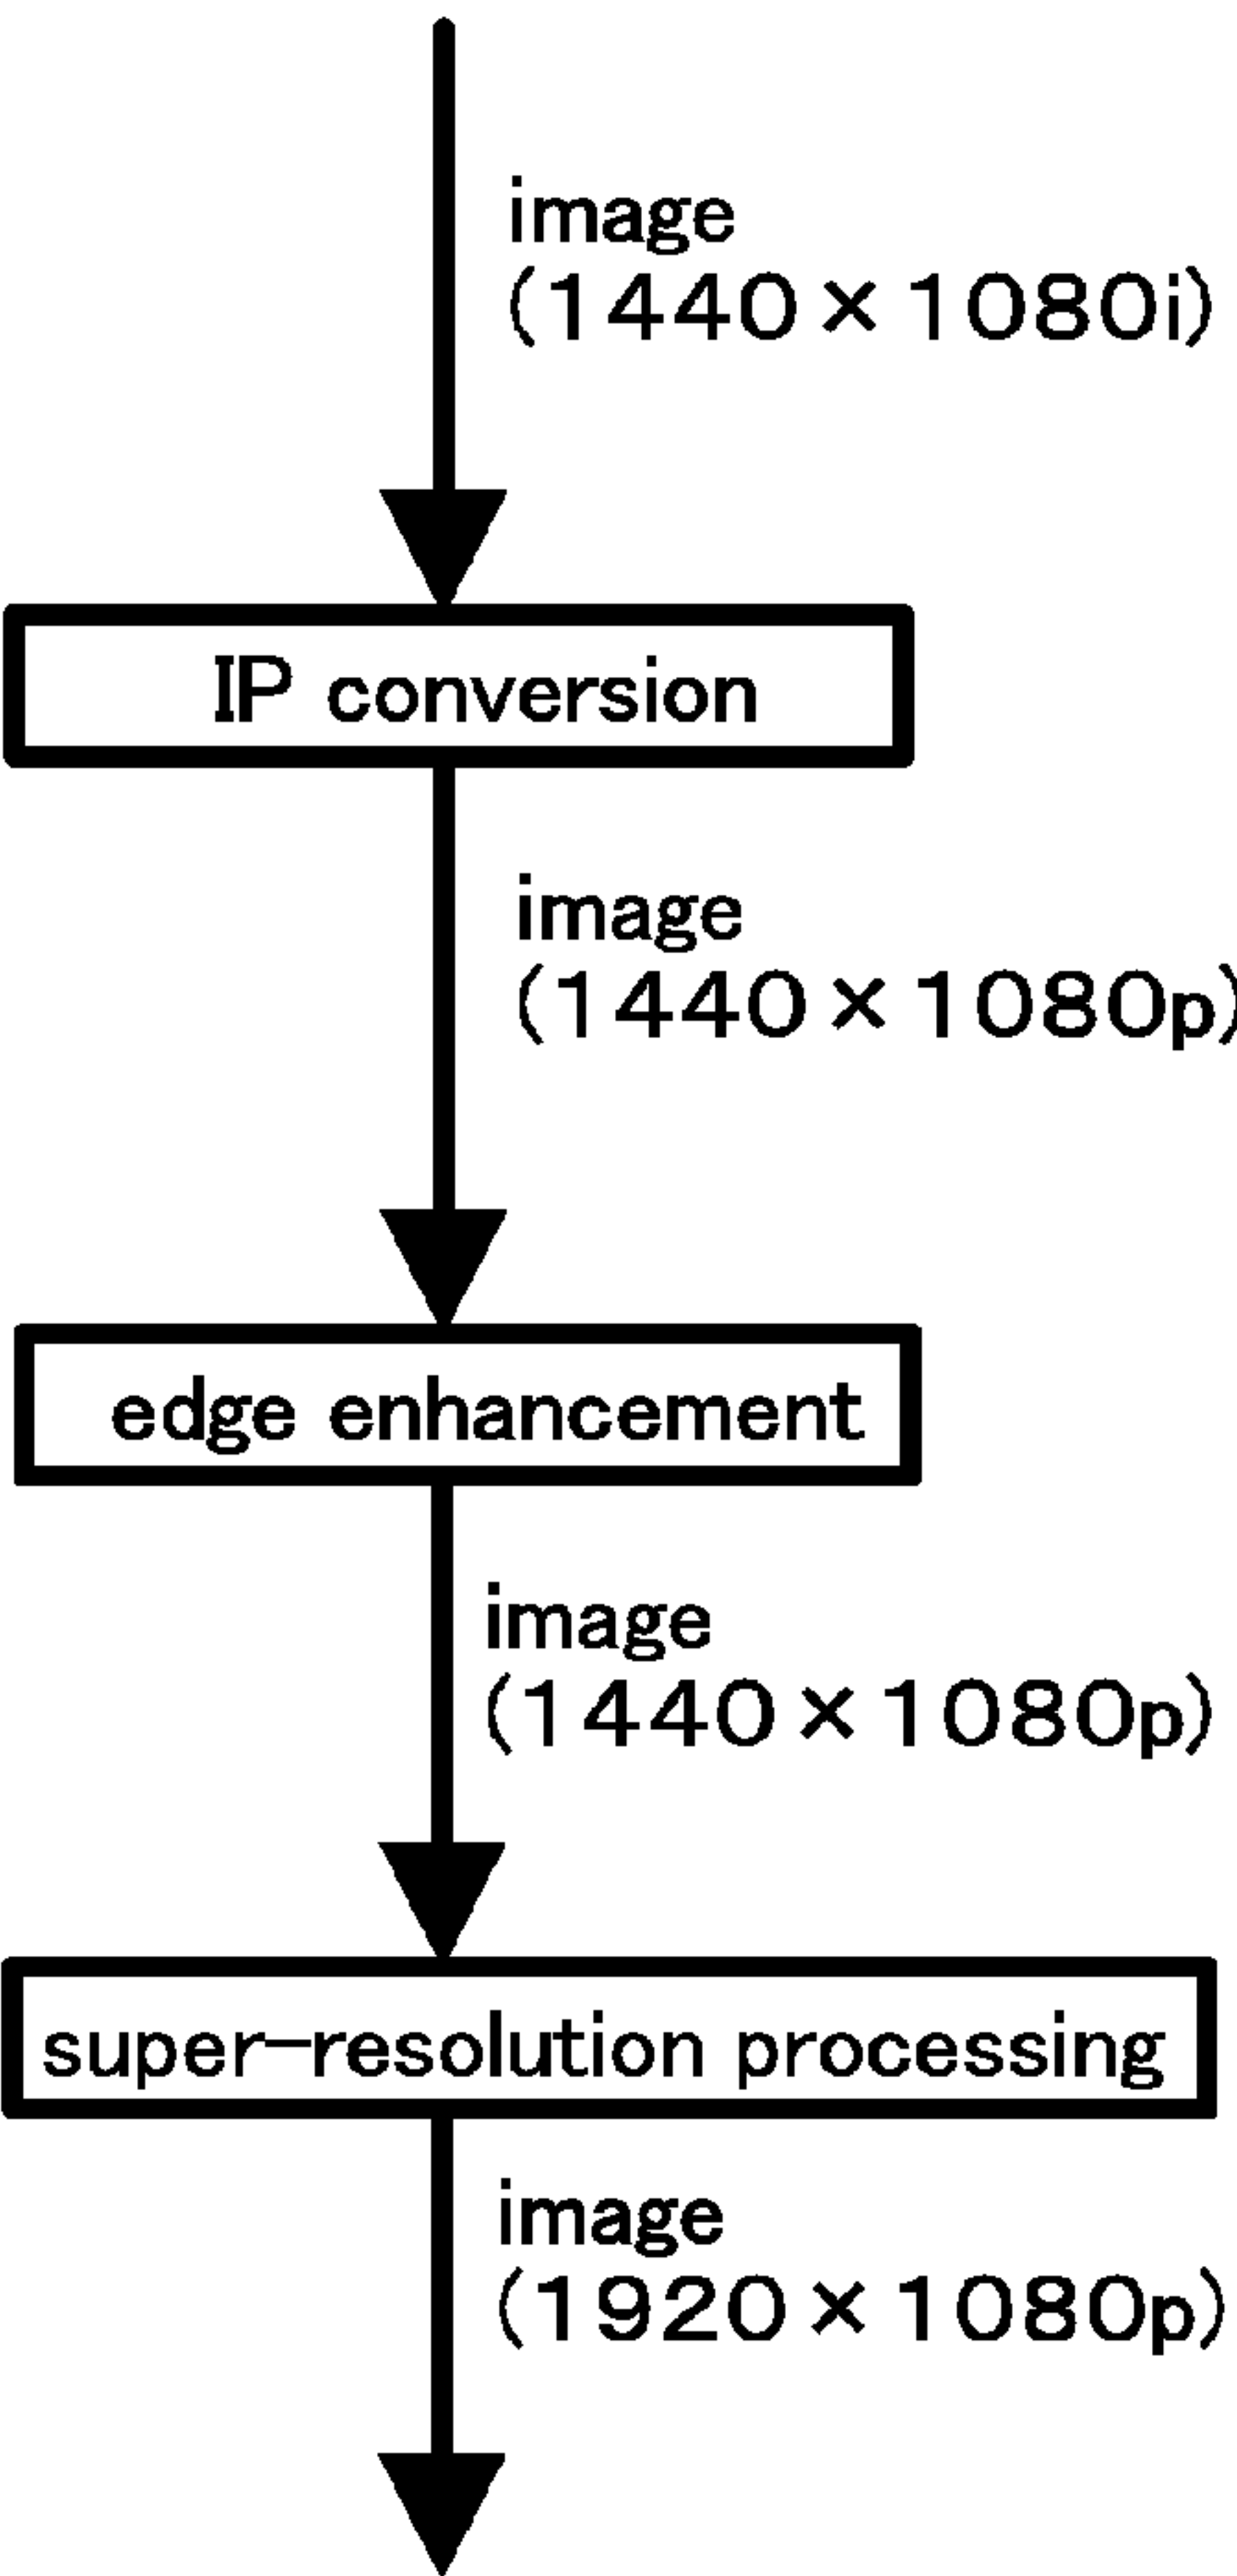 image
(1440×1080i)
IP conversion
image
(1440×1080p)
edge enhancement
image
(1440×1080p)
super-resolution processing
image
(1920×1080p)